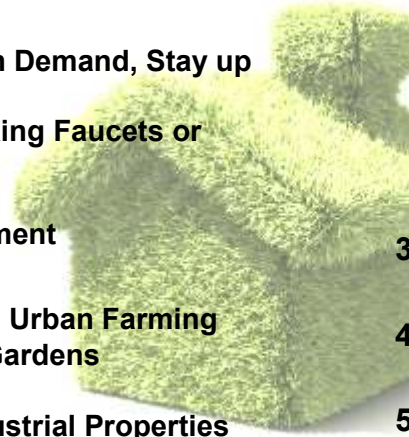 n Demand, Stay up
ing Faucets or
ment
3
Urban Farming
4
Gardens
ustrial Properties
5